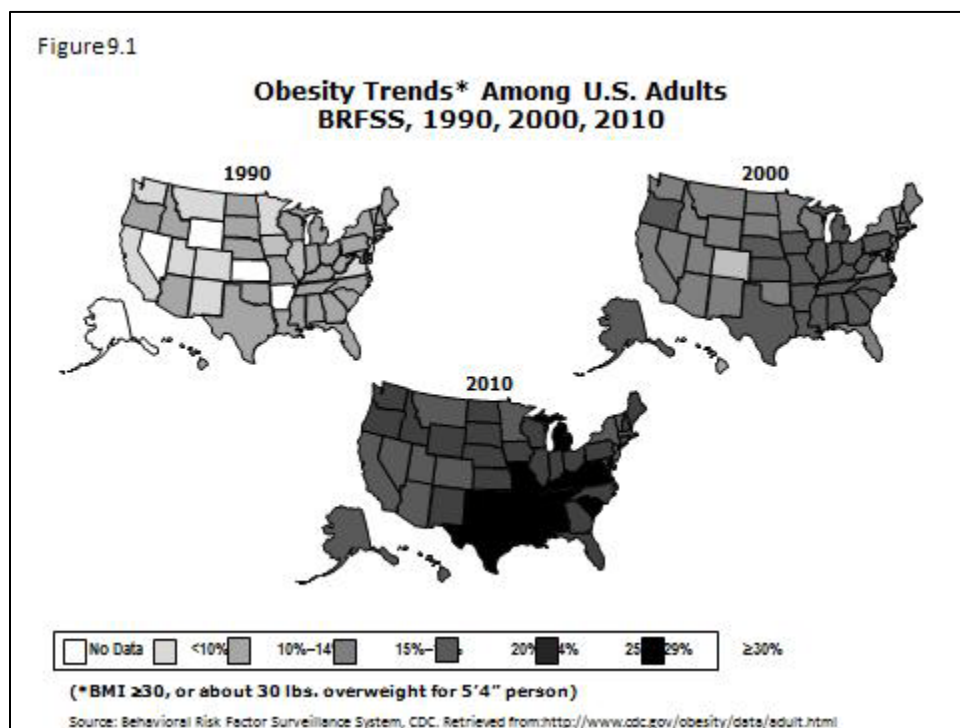 Figure 9.1
Obesity Trends* Among U.S. Adults
BRFSS, 1990, 2000, 2010
1990
2000
2010
No Data <10% 10%–14 15%– 20% 4% 25 29% ≥30%
(*BMI ≥30, or about 30 lbs. overweight for 5’4” person)
Source: Behavioral Risk Factor Surveillance System, CDC. Retrieved from:http://www.cdc.gov/obesity/data/adult.html